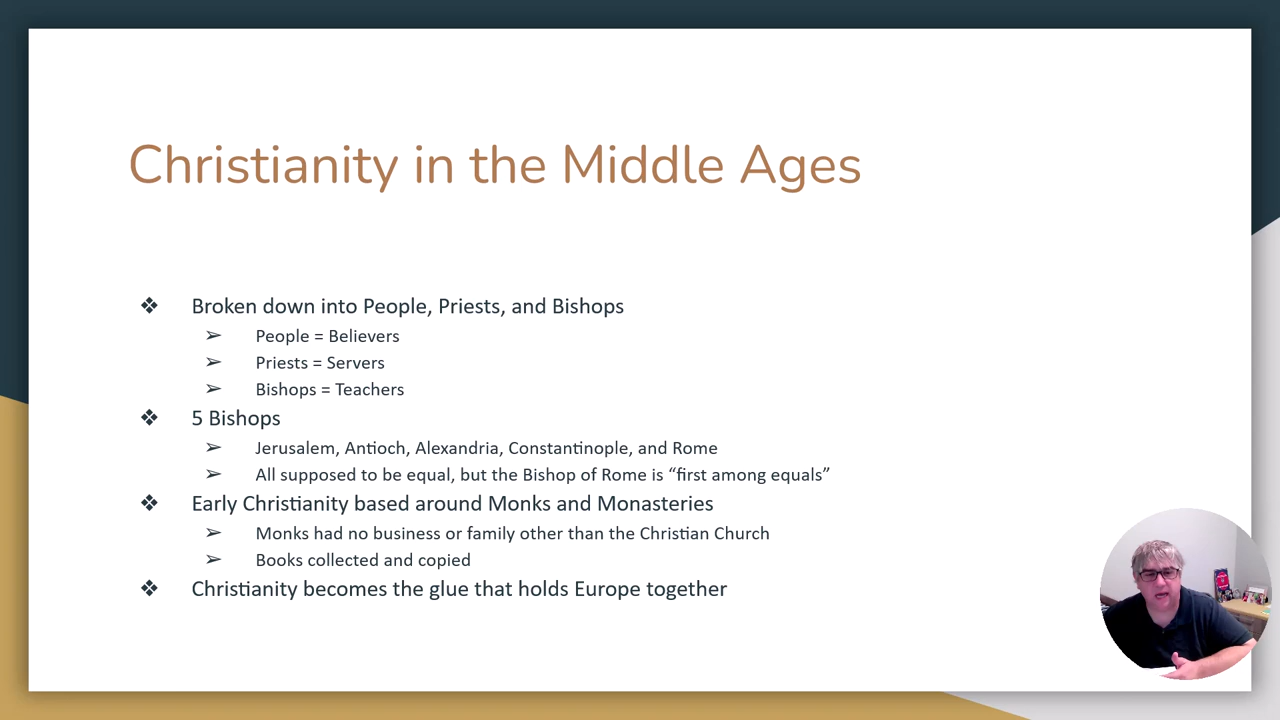 Christianity in the Middle Ages
❖ Broken down into People, Priests, and Bishops
➢ People = Believers
➢ Priests = Servers
➢ Bishops = Teachers
❖ 5 Bishops
➢ Jerusalem, Antioch, Alexandria, Constantinople, and Rome
➢ All supposed to be equal, but the Bishop of Rome is “first among equals”
❖ Early Christianity based around Monks and Monasteries
➢ Monks had no business or family other than the Christian Church
➢ Books collected and copied
❖ Christianity becomes the glue that holds Europe together